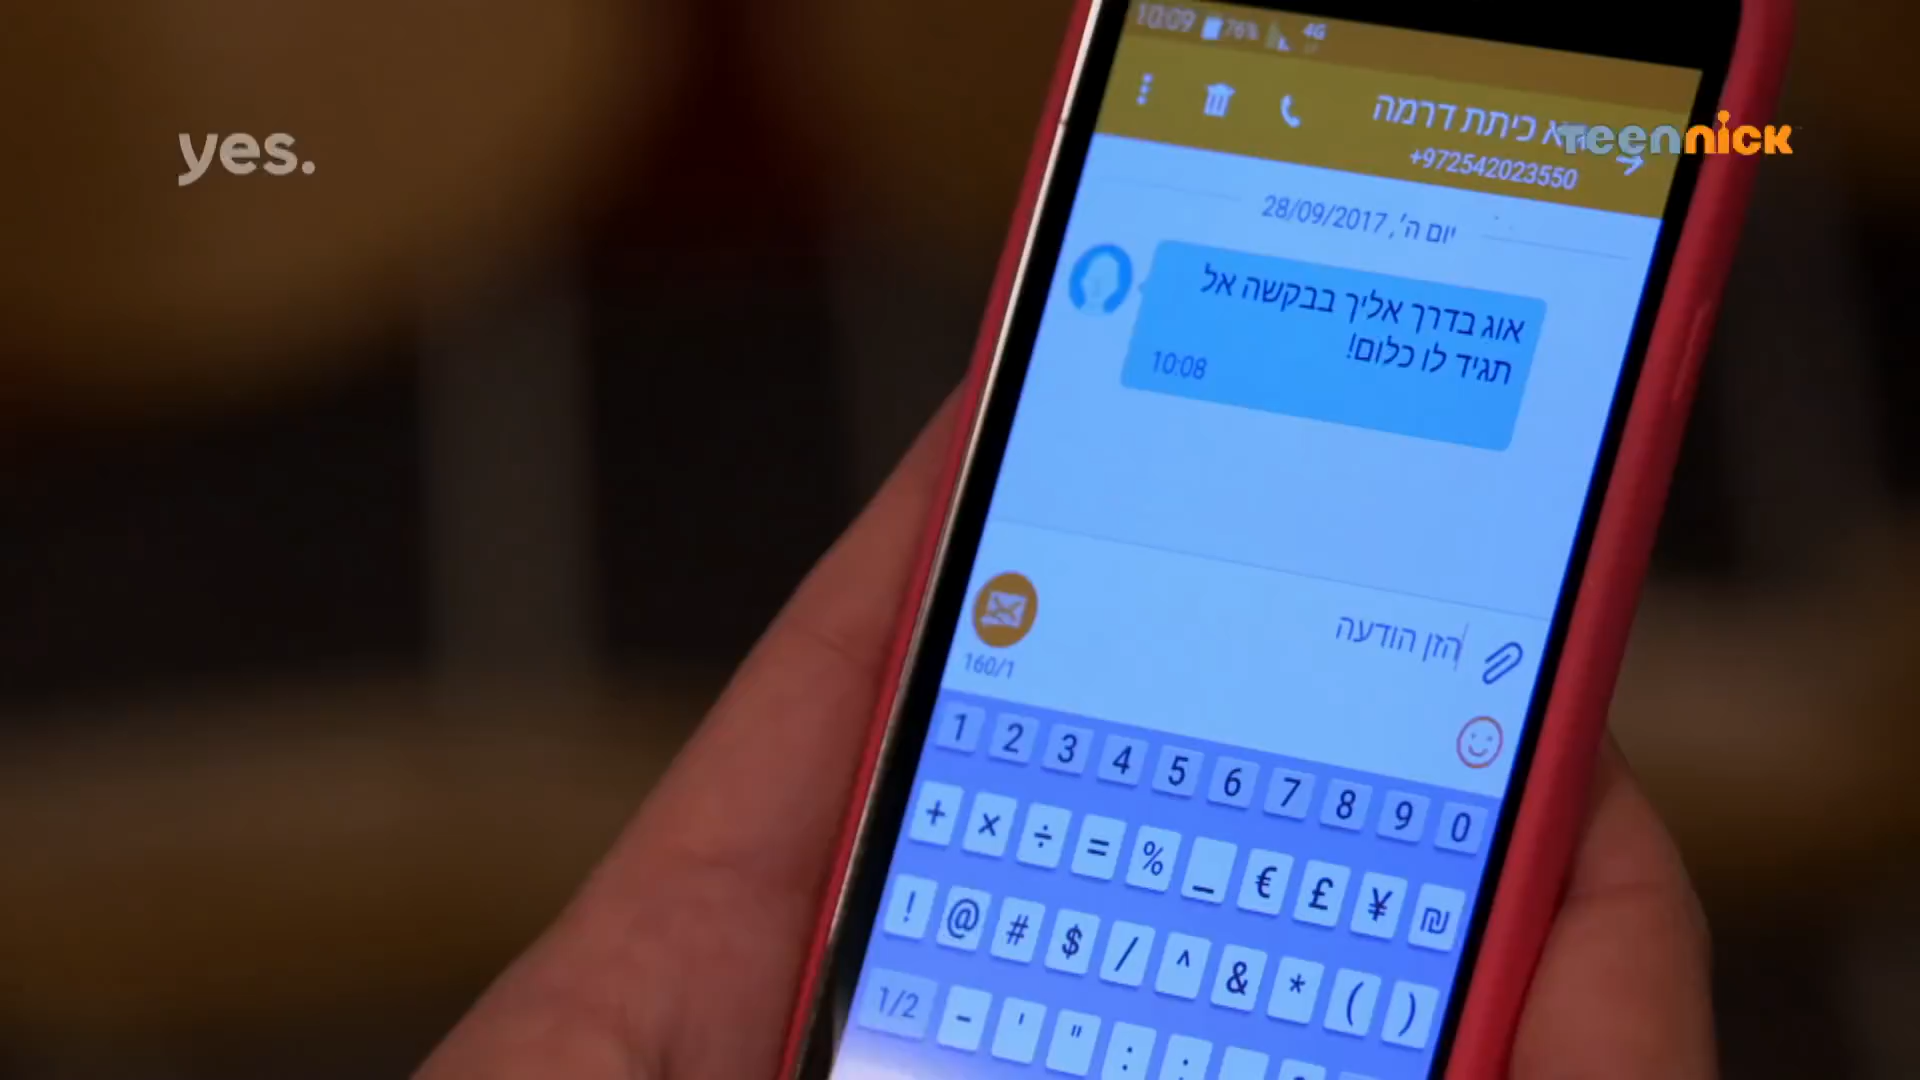 yes.
TEENNICK
10:09 76% 4G
כיתת דרמה
+972542023550
יום ה', 28/09/2017
אוג בדרך אליך בבקשה אל
תגיד לו כלום!
10:08
הזן הודעה
160/1
1 2 3 4 5 6 7 8 9 0
+ × ÷ = % _ € £ ¥ ₪
! @ # $ / ^ & * ( )
1/2 - ' " : ;